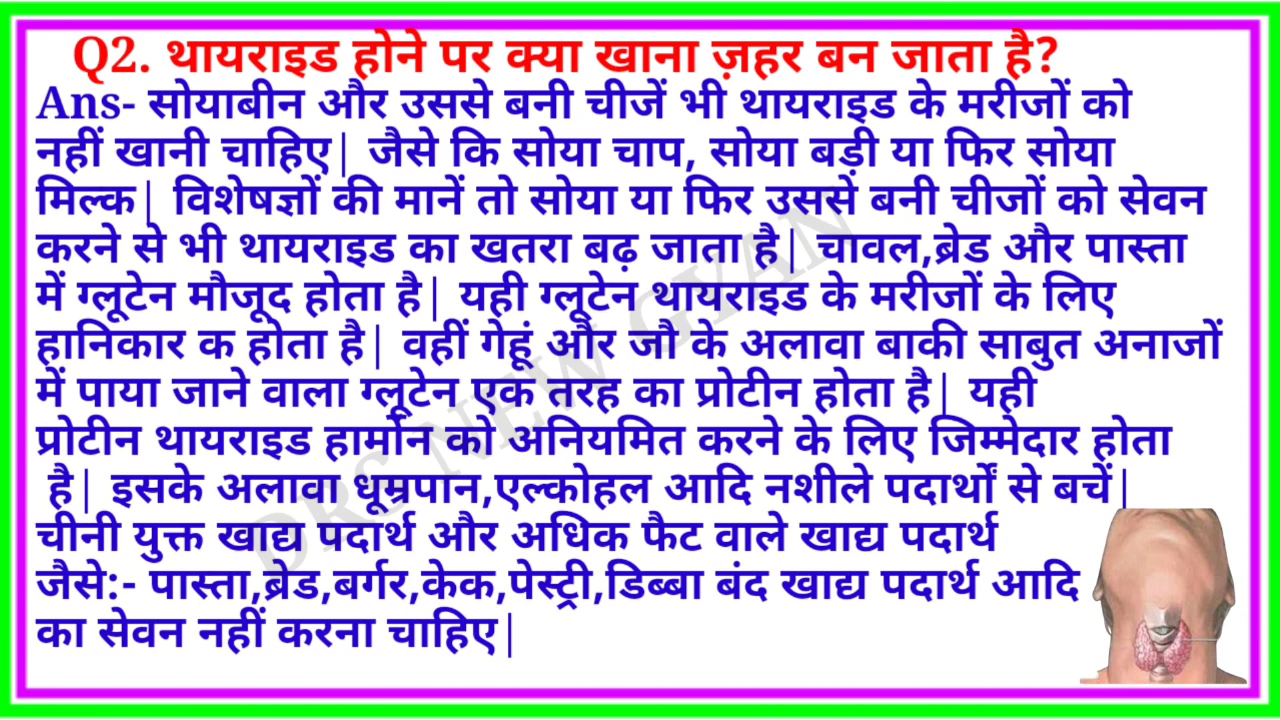 Q2. थायराइड होने पर क्या खाना ज़हर बन जाता है?
Ans- सोयाबीन और उससे बनी चीजें भी थायराइड के मरीजों को
नहीं खानी चाहिए| जैसे कि सोया चाप, सोया बड़ी या फिर सोया
मिल्क| विशेषज्ञों की मानें तो सोया या फिर उससे बनी चीजों को सेवन
करने से भी थायराइड का खतरा बढ़ जाता है| चावल,ब्रेड और पास्ता
में ग्लूटेन मौजूद होता है| यही ग्लूटेन थायराइड के मरीजों के लिए
हानिकार क होता है| वहीं गेहूं और जौ के अलावा बाकी साबुत अनाजों
में पाया जाने वाला ग्लूटेन एक तरह का प्रोटीन होता है| यही
प्रोटीन थायराइड हार्मोन को अनियमित करने के लिए जिम्मेदार होता
है| इसके अलावा धूम्रपान,एल्कोहल आदि नशीले पदार्थों से बचें|
चीनी युक्त खाद्य पदार्थ और अधिक फैट वाले खाद्य पदार्थ
जैसे:- पास्ता,ब्रेड,बर्गर,केक,पेस्ट्री,डिब्बा बंद खाद्य पदार्थ आदि
का सेवन नहीं करना चाहिए|
DRS NEW GYAN